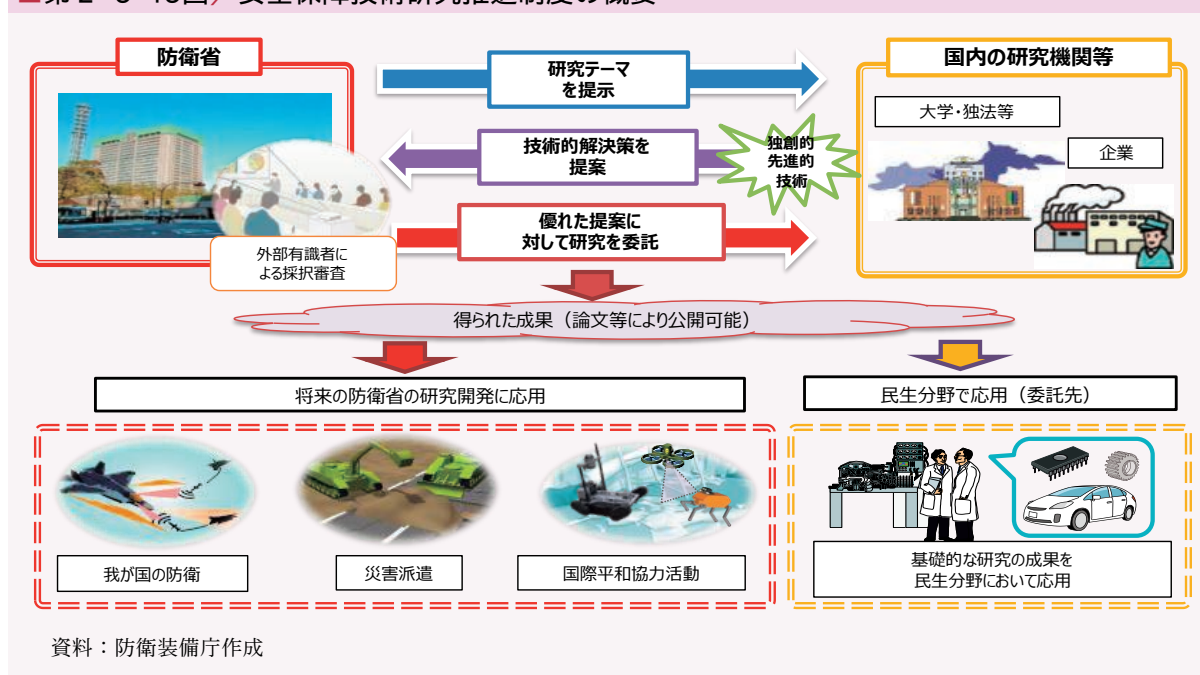 防衛省
国内の研究機関等
研究テーマ
を提示
大学・独法等
技術的解決策を
提案
独創的
先進的
技術
企業
優れた提案に
対して研究を委託
外部有識者に
よる採択審査
得られた成果（論文等により公開可能）
将来の防衛省の研究開発に応用
民生分野で応用（委託先）
我が国の防衛
災害派遣
国際平和協力活動
基礎的な研究の成果を
民生分野において応用
資料：防衛装備庁作成